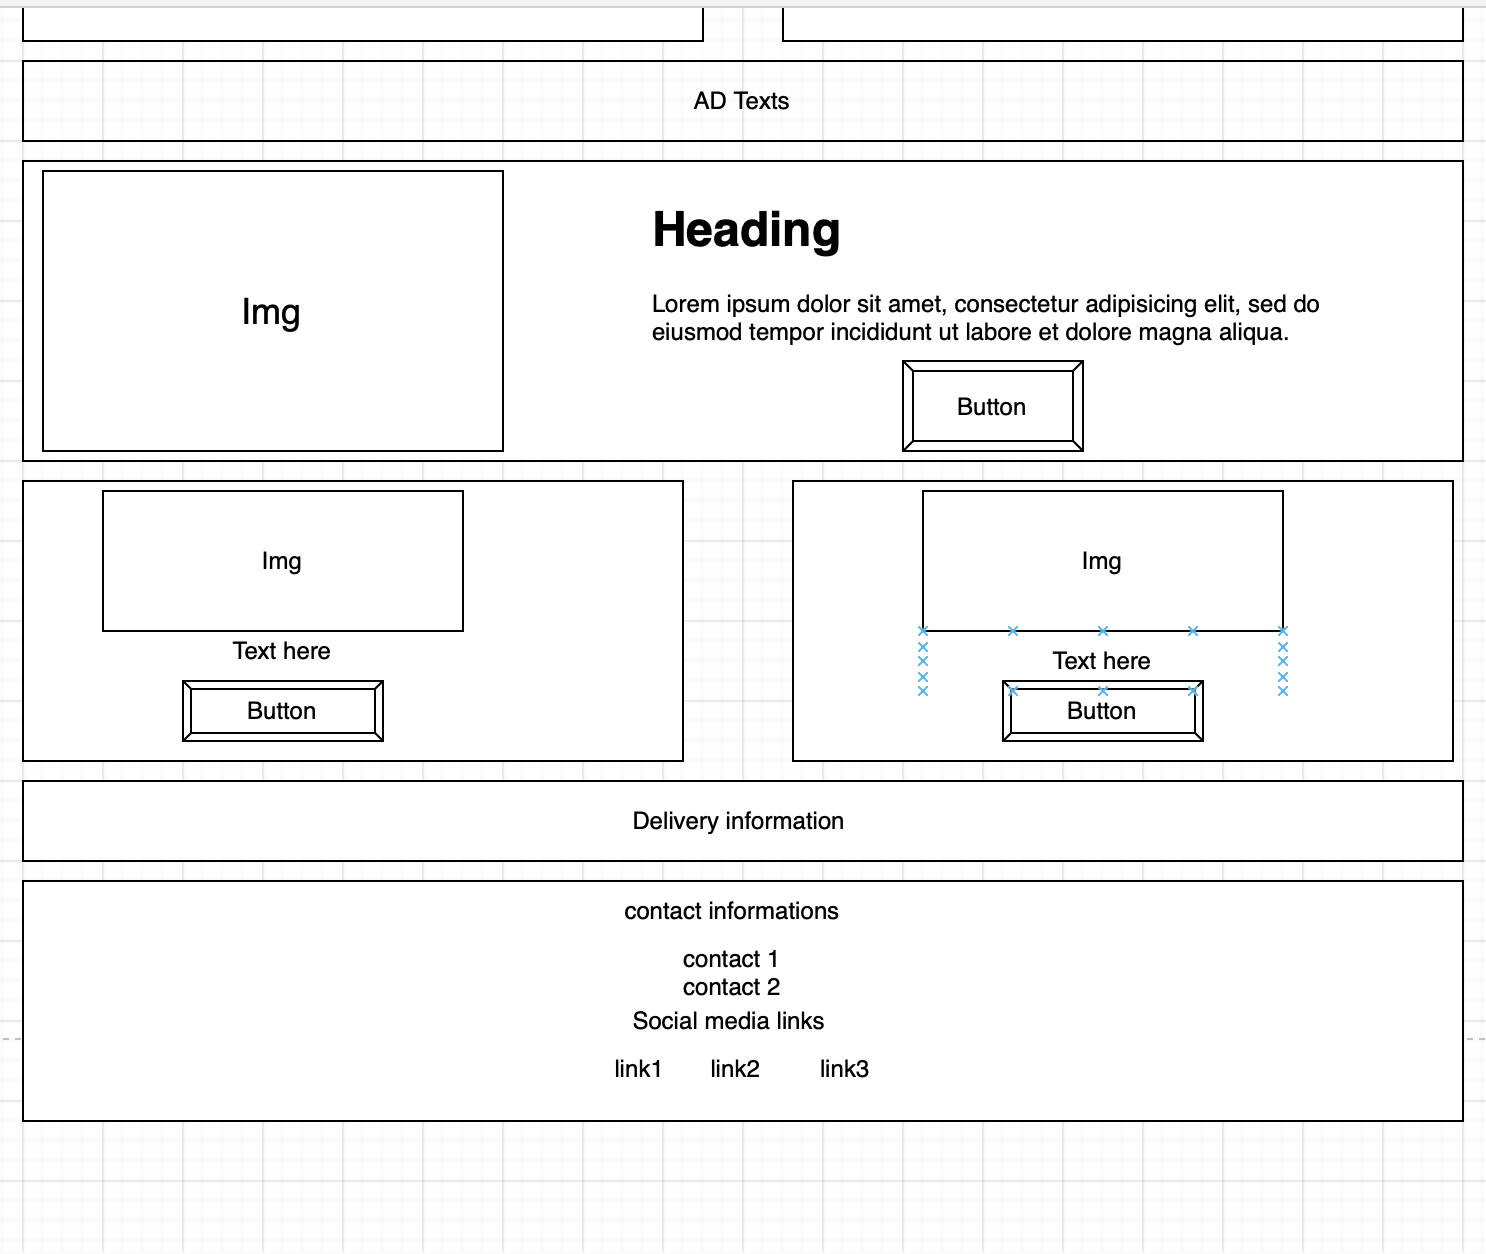 AD Texts
Img
Heading
Lorem ipsum dolor sit amet, consectetur adipisicing elit, sed do
eiusmod tempor incididunt ut labore et dolore magna aliqua.
Button
Img
Text here
Button
Img
Text here
Button
Delivery information
contact informations
contact 1
contact 2
Social media links
link1 link2 link3